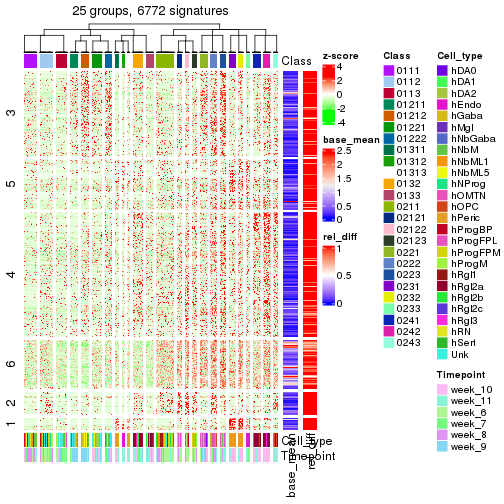 25 groups, 6772 signatures
Class
3
5
4
6
2
1
Cell_type
Timepoint
base_mean
rel_diff
z-score
4
2
0
-2
-4
base_mean
2.5
2
1.5
1
0.5
0
rel_diff
1
0.5
0
Class
0111
0112
0113
01211
01212
01221
01222
01311
01312
01313
0132
0133
0211
02121
02122
02123
0221
0222
0223
0231
0232
0233
0241
0242
0243
Cell_type
hDA0
hDA1
hDA2
hEndo
hGaba
hMgl
hNbGaba
hNbM
hNbML1
hNbML5
hNProg
hOMTN
hOPC
hPeric
hProgBP
hProgFPL
hProgFPM
hProgM
hRgl1
hRgl2a
hRgl2b
hRgl2c
hRgl3
hRN
hSert
Unk
Timepoint
week_10
week_11
week_6
week_7
week_8
week_9